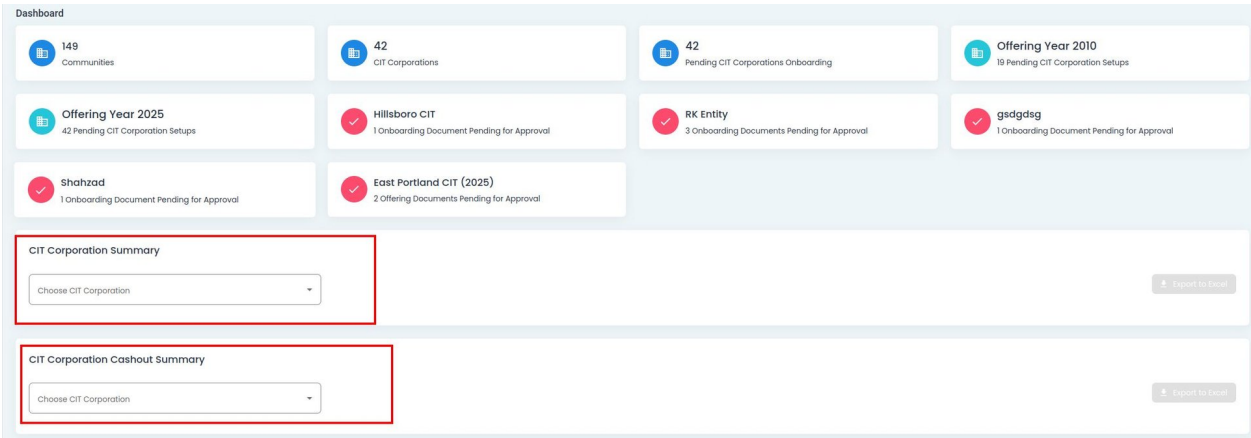 Dashboard
149
Communities
42
CIT Corporations
42
Pending CIT Corporations Onboarding
Offering Year 2010
19 Pending CIT Corporation Setups
Offering Year 2025
42 Pending CIT Corporation Setups
Hillsboro CIT
1 Onboarding Document Pending for Approval
RK Entity
3 Onboarding Documents Pending for Approval
gsdgdsg
1 Onboarding Document Pending for Approval
Shahzad
1 Onboarding Document Pending for Approval
East Portland CIT (2025)
2 Offering Documents Pending for Approval
CIT Corporation Summary
Choose CIT Corporation
Export to Excel
CIT Corporation Cashout Summary
Choose CIT Corporation
Export to Excel